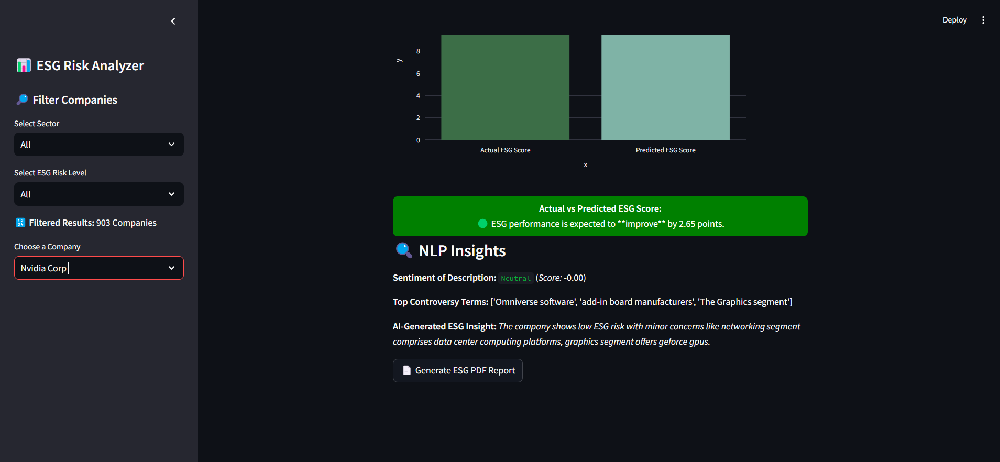 Deploy
ESG Risk Analyzer
Filter Companies
Select Sector
All
Select ESG Risk Level
All
Filtered Results: 903 Companies
Choose a Company
Nvidia Corp
y
8
6
4
2
0
Actual ESG Score
Predicted ESG Score
x
Actual vs Predicted ESG Score:
ESG performance is expected to **improve** by 2.65 points.
NLP Insights
Sentiment of Description: Neutral (Score: -0.00)
Top Controversy Terms: ['Omniverse software', 'add-in board manufacturers', 'The Graphics segment']
AI-Generated ESG Insight: The company shows low ESG risk with minor concerns like networking segment
comprises data center computing platforms, graphics segment offers geforce gpus.
Generate ESG PDF Report